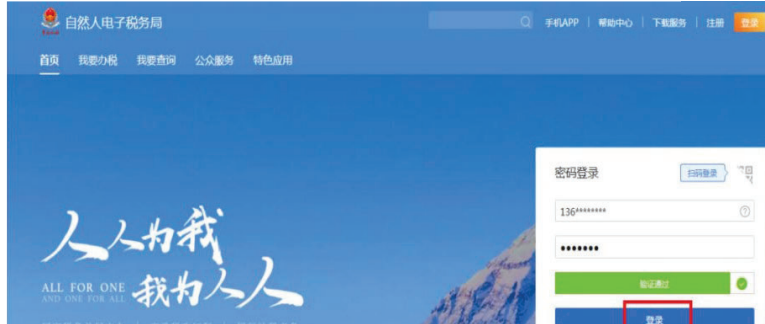 自然人电子税务局
手机APP | 帮助中心 | 下载服务 | 注册 登录
首页 我要办税 我要查询 公众服务 特色应用
密码登录 扫码登录
136********
•••••••
验证通过
登录
人人为我
ALL FOR ONE
AND ONE FOR ALL
我为人人